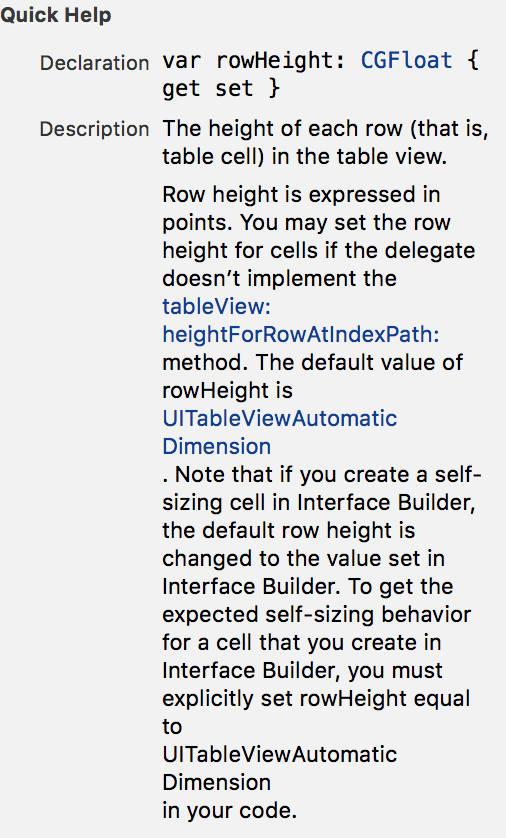 Quick Help
Declaration var rowHeight: CGFloat {
get set }
Description The height of each row (that is,
table cell) in the table view.
Row height is expressed in
points. You may set the row
height for cells if the delegate
doesn’t implement the
tableView:
heightForRowAtIndexPath:
method. The default value of
rowHeight is
UITableViewAutomatic
Dimension
. Note that if you create a self-
sizing cell in Interface Builder,
the default row height is
changed to the value set in
Interface Builder. To get the
expected self-sizing behavior
for a cell that you create in
Interface Builder, you must
explicitly set rowHeight equal
to
UITableViewAutomatic
Dimension
in your code.